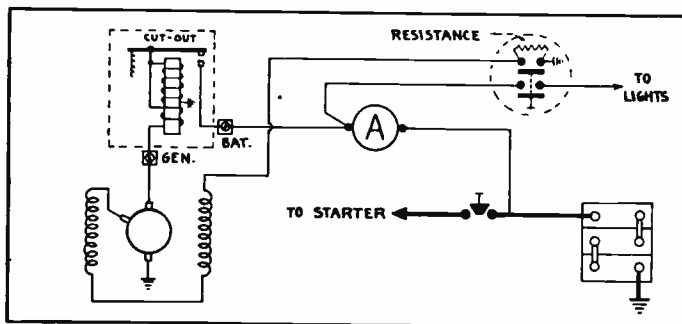 CUT-OUT
RESISTANCE
TO
LIGHTS
A
BAT.
GEN.
TO STARTER